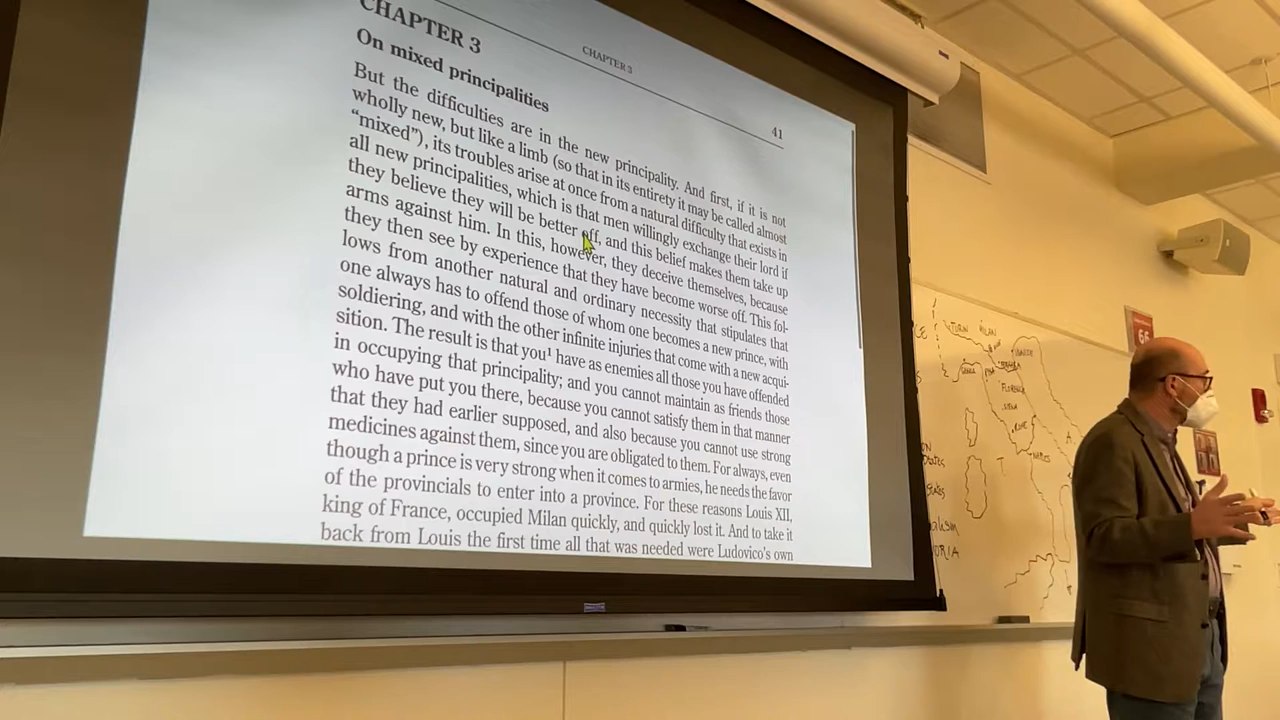 CHAPTER 3
CHAPTER 3
41
On mixed principalities
But the difficulties are in the new principality. And first, if it is not
wholly new, but like a limb (so that in its entirety it may be called almost
“mixed”), its troubles arise at once from a natural difficulty that exists in
all new principalities, which is that men willingly exchange their lord if
they believe they will be better off, and this belief makes them take up
arms against him. In this, however, they deceive themselves, because
they then see by experience that they have become worse off. This fol-
lows from another natural and ordinary necessity that stipulates that
one always has to offend those of whom one becomes a new prince, with
soldiering, and with the other infinite injuries that come with a new acqui-
sition. The result is that you¹ have as enemies all those you have offended
in occupying that principality; and you cannot maintain as friends those
who have put you there, because you cannot satisfy them in that manner
that they had earlier supposed, and also because you cannot use strong
medicines against them, since you are obligated to them. For always, even
though a prince is very strong when it comes to armies, he needs the favor
of the provincials to enter into a province. For these reasons Louis XII,
king of France, occupied Milan quickly, and quickly lost it. And to take it
back from Louis the first time all that was needed were Ludovico’s own
TURIN MILAN
FLORENCE
SIENA
ROME
NAPLES